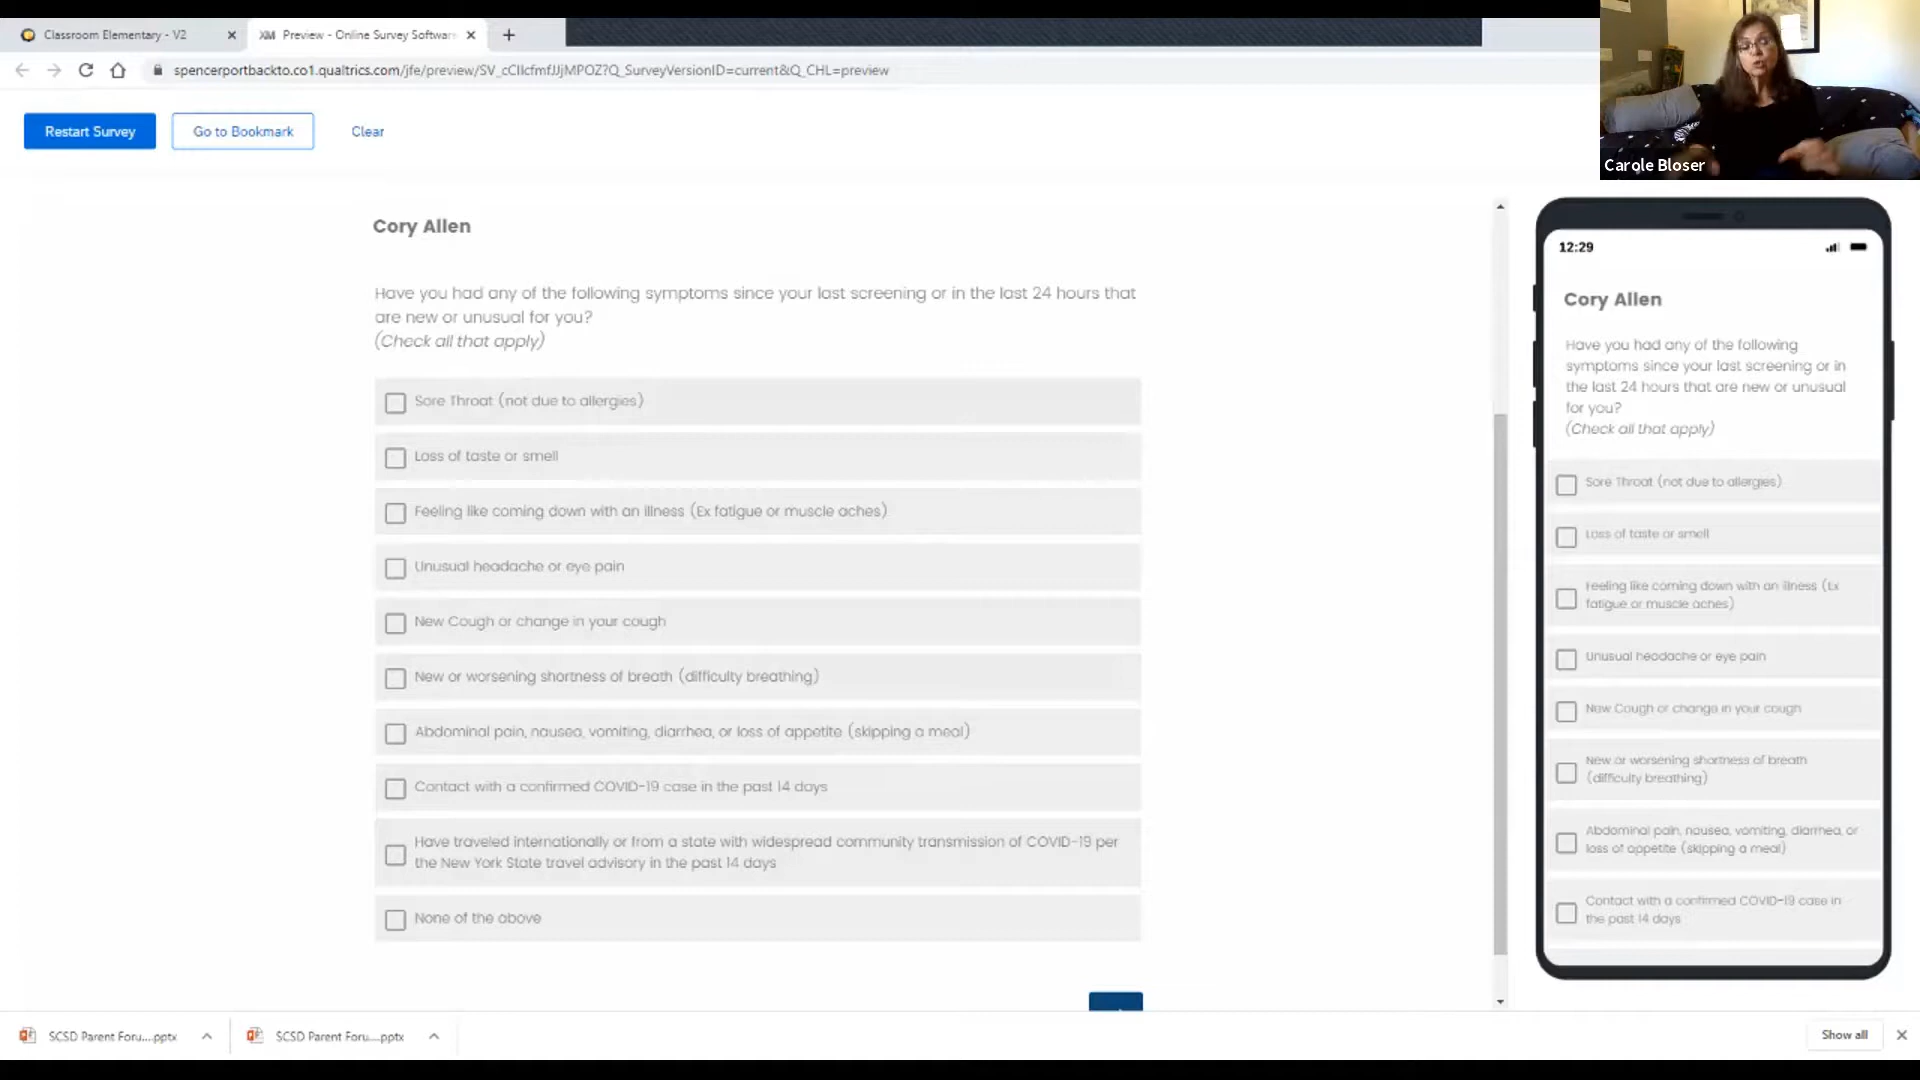 Classroom Elementary - V2
XM Preview - Online Survey Software
spencerportbackto.co1.qualtrics.com/jfe/preview/
Restart Survey
Go to Bookmark
Clear
Carole Bloser
Cory Allen
Have you had any of the following symptoms since your last screening or in the last 24 hours that
are new or unusual for you?
(Check all that apply)
Sore Throat (not due to allergies)
Loss of taste or smell
Feeling like coming down with an illness (Ex fatigue or muscle aches)
Unusual headache or eye pain
New Cough or change in your cough
New or worsening shortness of breath (difficulty breathing)
Abdominal pain, nausea, vomiting, diarrhea, or loss of appetite (skipping a meal)
Contact with a confirmed COVID-19 case in the past 14 days
Have traveled internationally or from a state with widespread community transmission of COVID-19 per
the New York State travel advisory in the past 14 days
None of the above
12:29
Cory Allen
Have you had any of the following
symptoms since your last screening or in
the last 24 hours that are new or unusual
for you?
(Check all that apply)
Sore Throat (not due to allergies)
Loss of taste or smell
Feeling like coming down with an illness (Ex
fatigue or muscle aches)
Unusual headache or eye pain
New Cough or change in your cough
New or worsening shortness of breath
(difficulty breathing)
Abdominal pain, nausea, vomiting, diarrhea, or
loss of appetite (skipping a meal)
Contact with a confirmed COVID-19 case in
the past 14 days
SCSD Parent Foru....pptx
SCSD Parent Foru....pptx
Show all